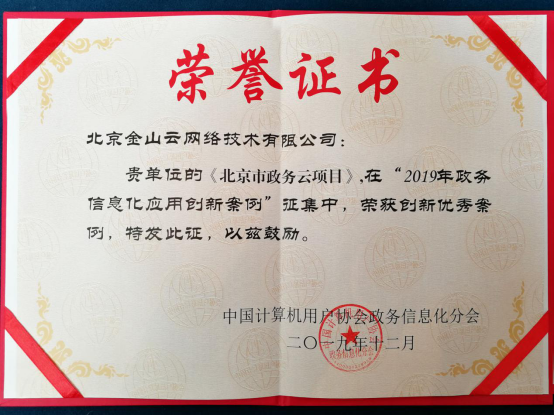 荣誉证书
北京金山云网络技术有限公司：
贵单位的《北京市政务云项目》,在“2019年政务
信息化应用创新案例”征集中，荣获创新优秀案
例，特发此证，以兹鼓励。
中国计算机用户协会政务信息化分会
二〇一九年十二月